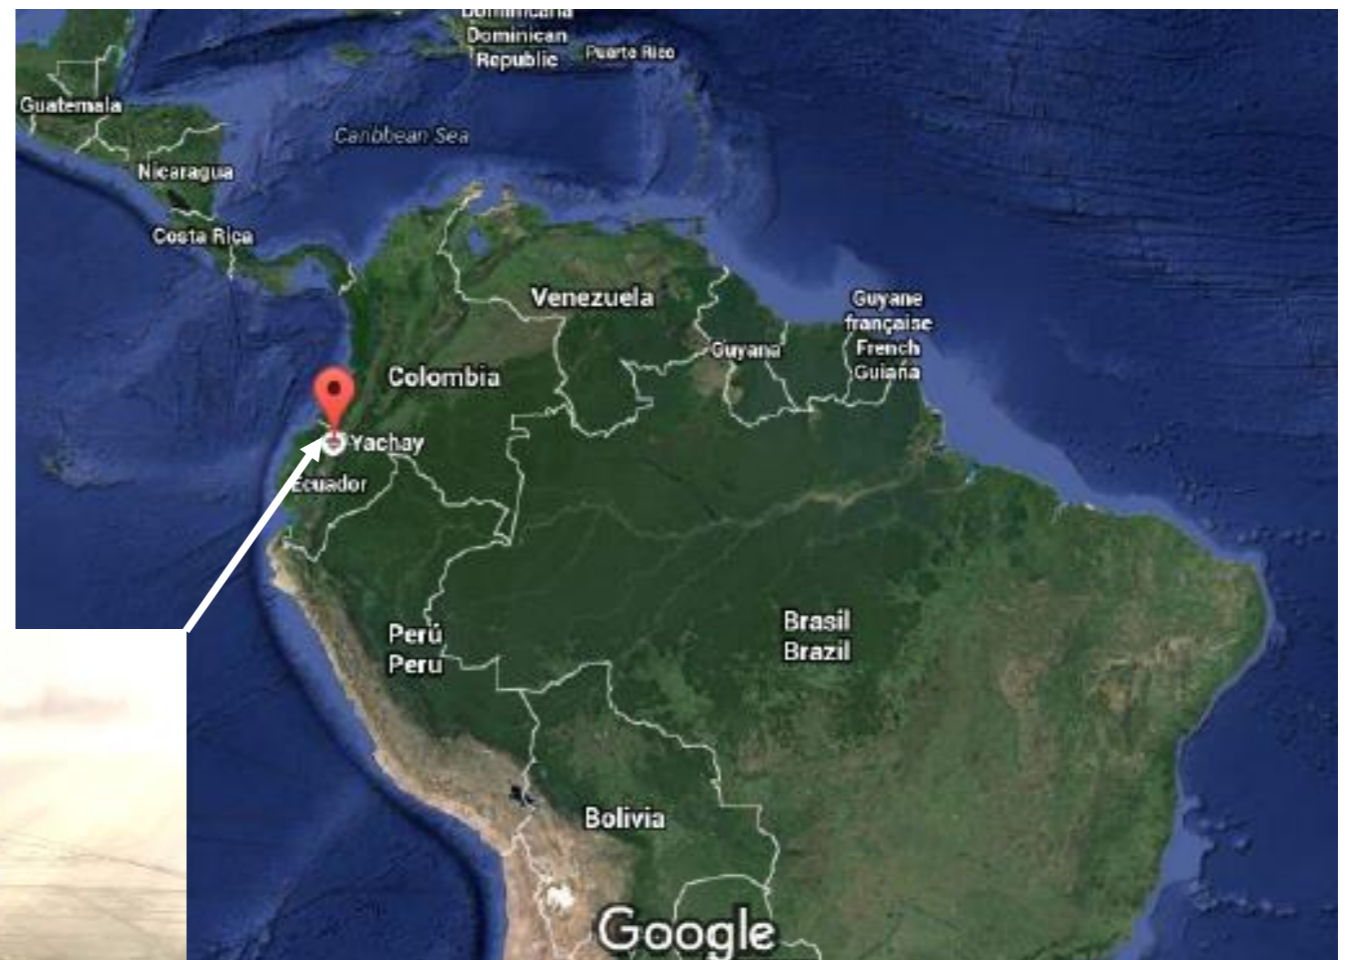 Dominicana
Dominican
Republic
Puerto Rico
Guatemala
Caribbean Sea
Nicaragua
Costa Rica
Venezuela
Guyane
française
French
Guiana
Guyana
Colombia
Yachay
Ecuador
Brasil
Brazil
Perú
Peru
Bolivia
Google